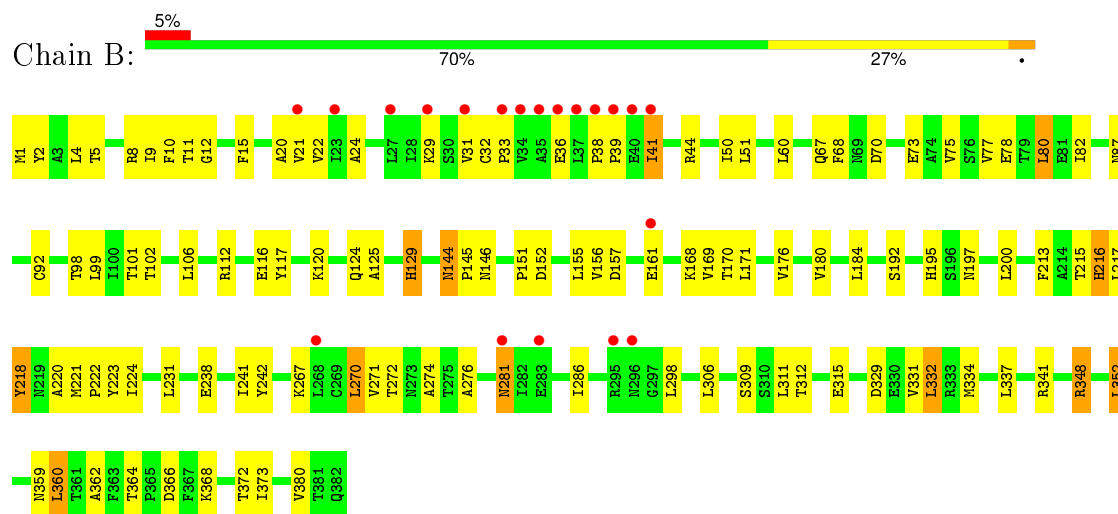 5%
Chain B:
70% 27% •
M1 Y2 A3 L4 T5 R8 I9 F10 T11 G12 F15 A20 V21 V22 I23 A24 L27 I28 K29 S30 V31 C32 P33 V34 A35 E36 L37 P38 P39 E40 I41 R44 I50 L51 L60 Q67 F68 N69 D70 E73 A74 V75 S76 V77 E78 T79 L80 E81 I82 N87
C92 T98 L99 I100 T101 T102 L106 R112 E116 Y117 K120 Q124 A125 H129 N144 P145 N146 P151 D152 L155 V156 D157 E161 K168 V169 T170 L171 V176 V180 L184 S192 H195 S196 N197 L200 F213 A214 T215 H216 L217
Y218 N219 A220 M221 P222 Y223 I224 L231 E238 I241 Y242 K267 L268 C269 L270 V271 T272 N273 A274 T275 A276 N281 I282 E283 I286 R295 N296 G297 L298 L306 S309 S310 L311 T312 E315 D329 E330 V331 L332 R333 M334 L337 R341 R348 L352
N359 L360 T361 A362 F363 T364 P365 D366 F367 K368 T372 I373 V380 T381 Q382